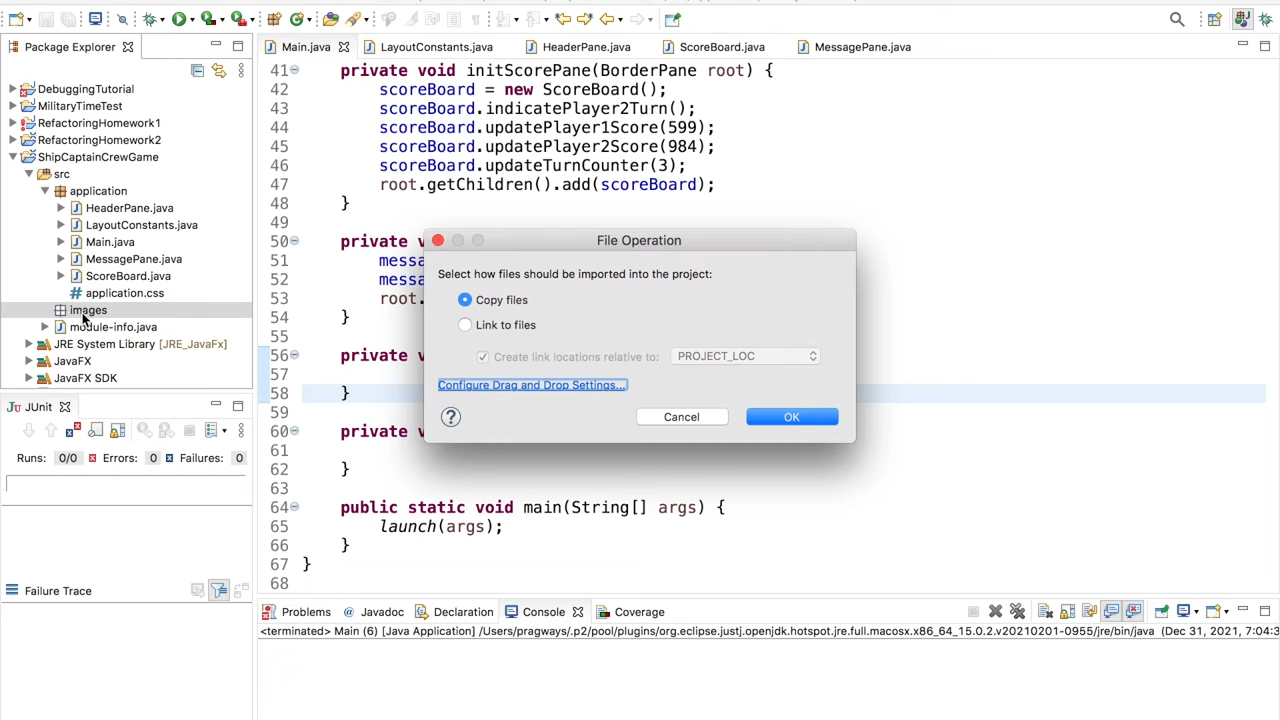 Package Explorer
Main.java
LayoutConstants.java
HeaderPane.java
ScoreBoard.java
MessagePane.java
DebuggingTutorial
MilitaryTimeTest
RefactoringHomework1
RefactoringHomework2
ShipCaptainCrewGame
src
application
HeaderPane.java
LayoutConstants.java
Main.java
MessagePane.java
ScoreBoard.java
application.css
images
module-info.java
JRE System Library [JRE_JavaFx]
JavaFX
JavaFX SDK
41 private void initScorePane(BorderPane root) {
42 scoreBoard = new ScoreBoard();
43 scoreBoard.indicatePlayer2Turn();
44 scoreBoard.updatePlayer1Score(599);
45 scoreBoard.updatePlayer2Score(984);
46 scoreBoard.updateTurnCounter(3);
47 root.getChildren().add(scoreBoard);
48 }
49
50 private v
51 mess
52 mess
53 root.
54 }
55
56 private v
57
58 }
59
60 private v
61
62 }
63
64 public static void main(String[] args) {
65 launch(args);
66 }
67 }
68
File Operation
Select how files should be imported into the project:
Copy files
Link to files
Create link locations relative to: PROJECT_LOC
Configure Drag and Drop Settings...
? Cancel OK
JUnit
Runs: 0/0 Errors: 0 Failures: 0
Failure Trace
Problems @ Javadoc Declaration Console Coverage
<terminated> Main (6) [Java Application] /Users/pragways/.p2/pool/plugins/org.eclipse.justj.openjdk.hotspot.jre.full.macosx.x86_64_15.0.2.v20210201-0955/jre/bin/java (Dec 31, 2021, 7:04:3